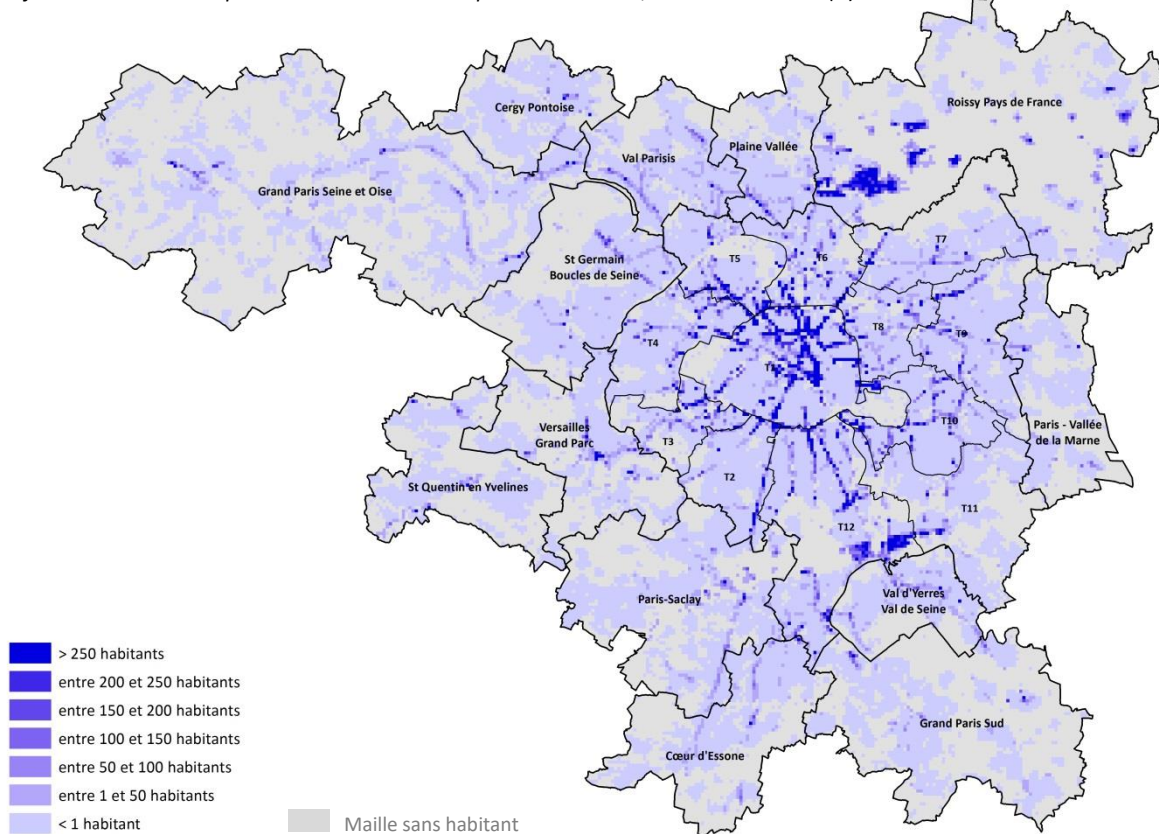 Cergy Pontoise
Roissy Pays de France
Val Parisis
Plaine Vallée
Grand Paris Seine et Oise
T7
St Germain
Boucles de Seine
T5
T6
T8
T9
T4
T10
Versailles
Grand Parc
T3
Paris - Vallée
de la Marne
St Quentin en Yvelines
T2
T11
T12
Paris-Saclay
Val d'Yerres
Val de Seine
Grand Paris Sud
Cœur d'Essone
> 250 habitants
entre 200 et 250 habitants
entre 150 et 200 habitants
entre 100 et 150 habitants
entre 50 et 100 habitants
entre 1 et 50 habitants
< 1 habitant
Maille sans habitant